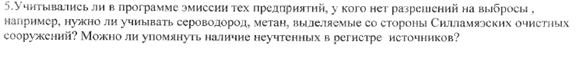 5.Учитывались ли в программе эмиссии тех предприятий, у кого нет разрешений на выбросы ,
например, нужно ли учиывать сероводород, метан, выделяемые со стороны Силламяэских очистных
сооружений? Можно ли упомянуть наличие неучтенных в регистре источников?